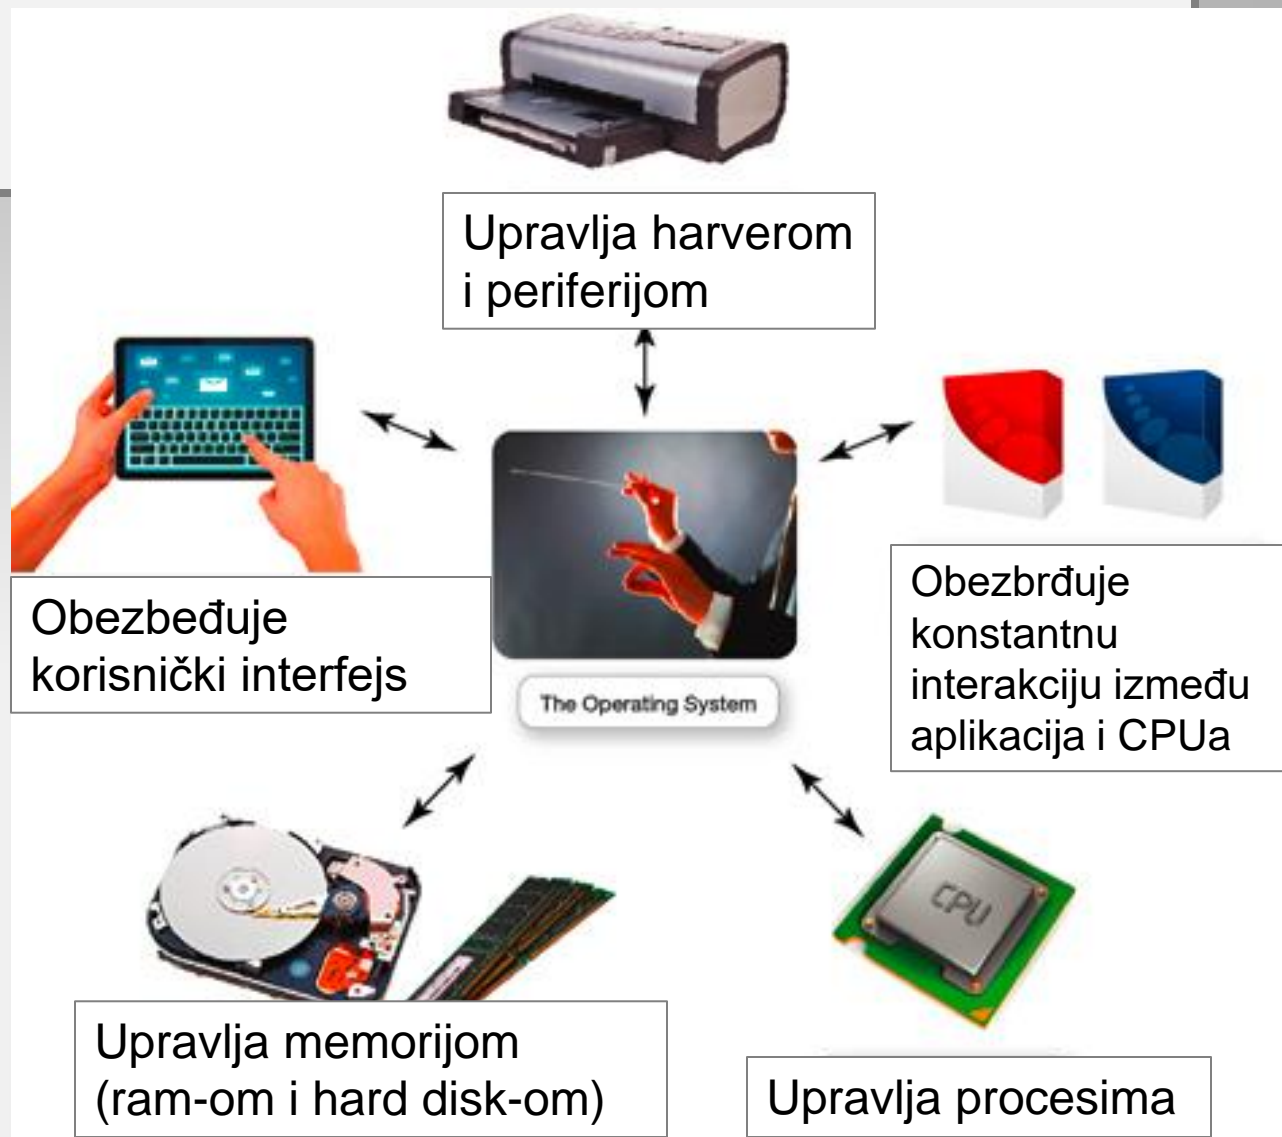 Upravlja harverom
i periferijom
Obezbeđuje
korisnički interfejs
The Operating System
Obezbrđuje
konstantnu
interakciju između
aplikacija i CPUa
CPU
Upravlja memorijom
(ram-om i hard disk-om)
Upravlja procesima